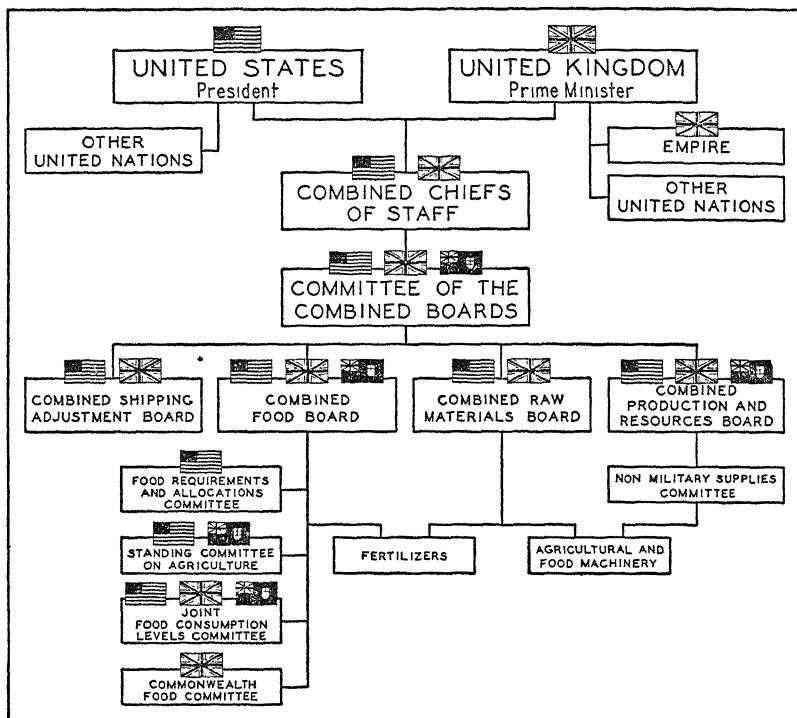 UNITED STATES
President
UNITED KINGDOM
Prime Minister
OTHER
UNITED NATIONS
EMPIRE
OTHER
UNITED NATIONS
COMBINED CHIEFS
OF STAFF
COMMITTEE OF THE
COMBINED BOARDS
COMBINED SHIPPING
ADJUSTMENT BOARD
COMBINED
FOOD BOARD
COMBINED RAW
MATERIALS BOARD
COMBINED
PRODUCTION AND
RESOURCES BOARD
FOOD REQUIREMENTS
AND ALLOCATIONS
COMMITTEE
NON MILITARY SUPPLIES
COMMITTEE
STANDING COMMITTEE
ON AGRICULTURE
FERTILIZERS
AGRICULTURAL AND
FOOD MACHINERY
JOINT
FOOD CONSUMPTION
LEVELS COMMITTEE
COMMONWEALTH
FOOD COMMITTEE